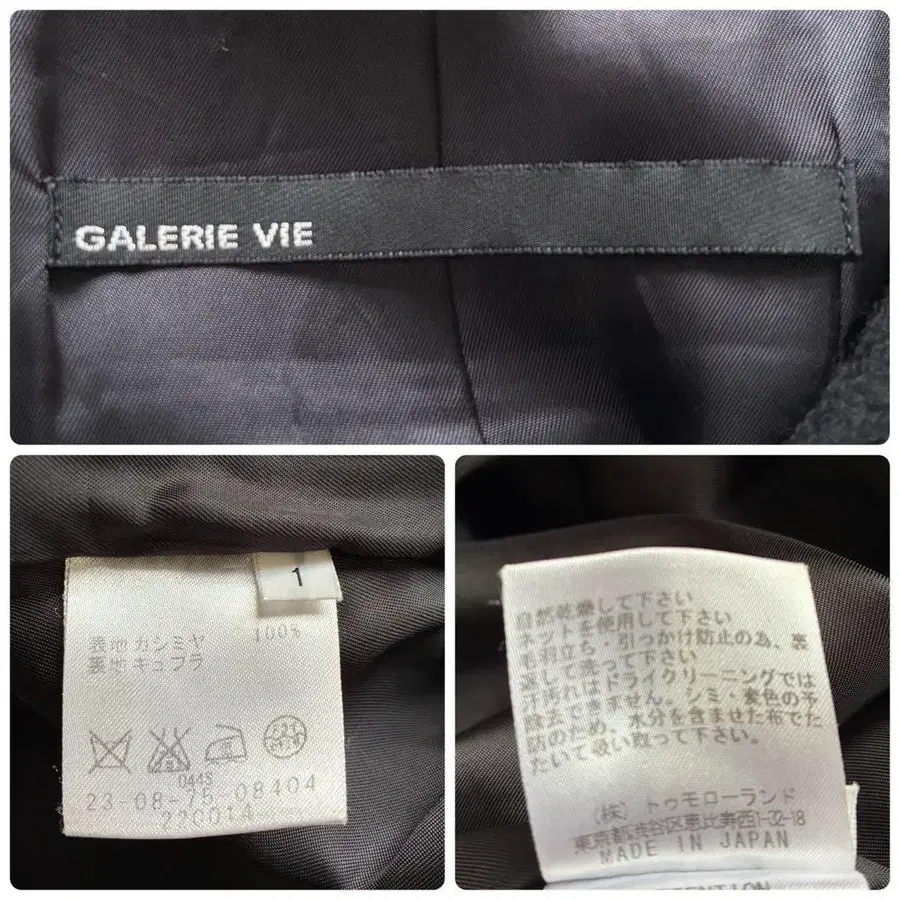 GALERIE VIE
1
表地 カシミヤ 100%
裏地 キュプラ
044S
23-08-75-08404
22C014
自然乾燥して下さい
ネットを使用して下さい
毛羽立ち・引っかけ防止の為、裏
返して洗って下さい
汗汚れはドライクリーニングでは
除去できません。シミ・変色の予
防のため、水分を含ませた布でた
たいて吸い取って下さい。
(株) トゥモローランド
東京都渋谷区恵比寿西1-32-18
MADE IN JAPAN